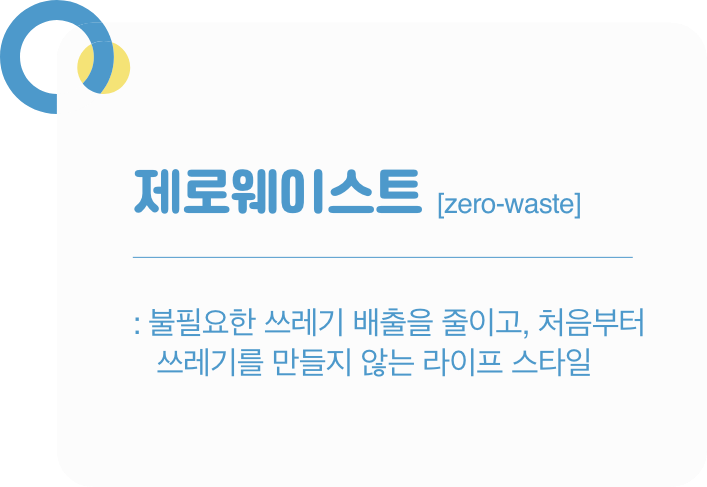 제로웨이스트 [zero-waste]
: 불필요한 쓰레기 배출을 줄이고, 처음부터
쓰레기를 만들지 않는 라이프 스타일